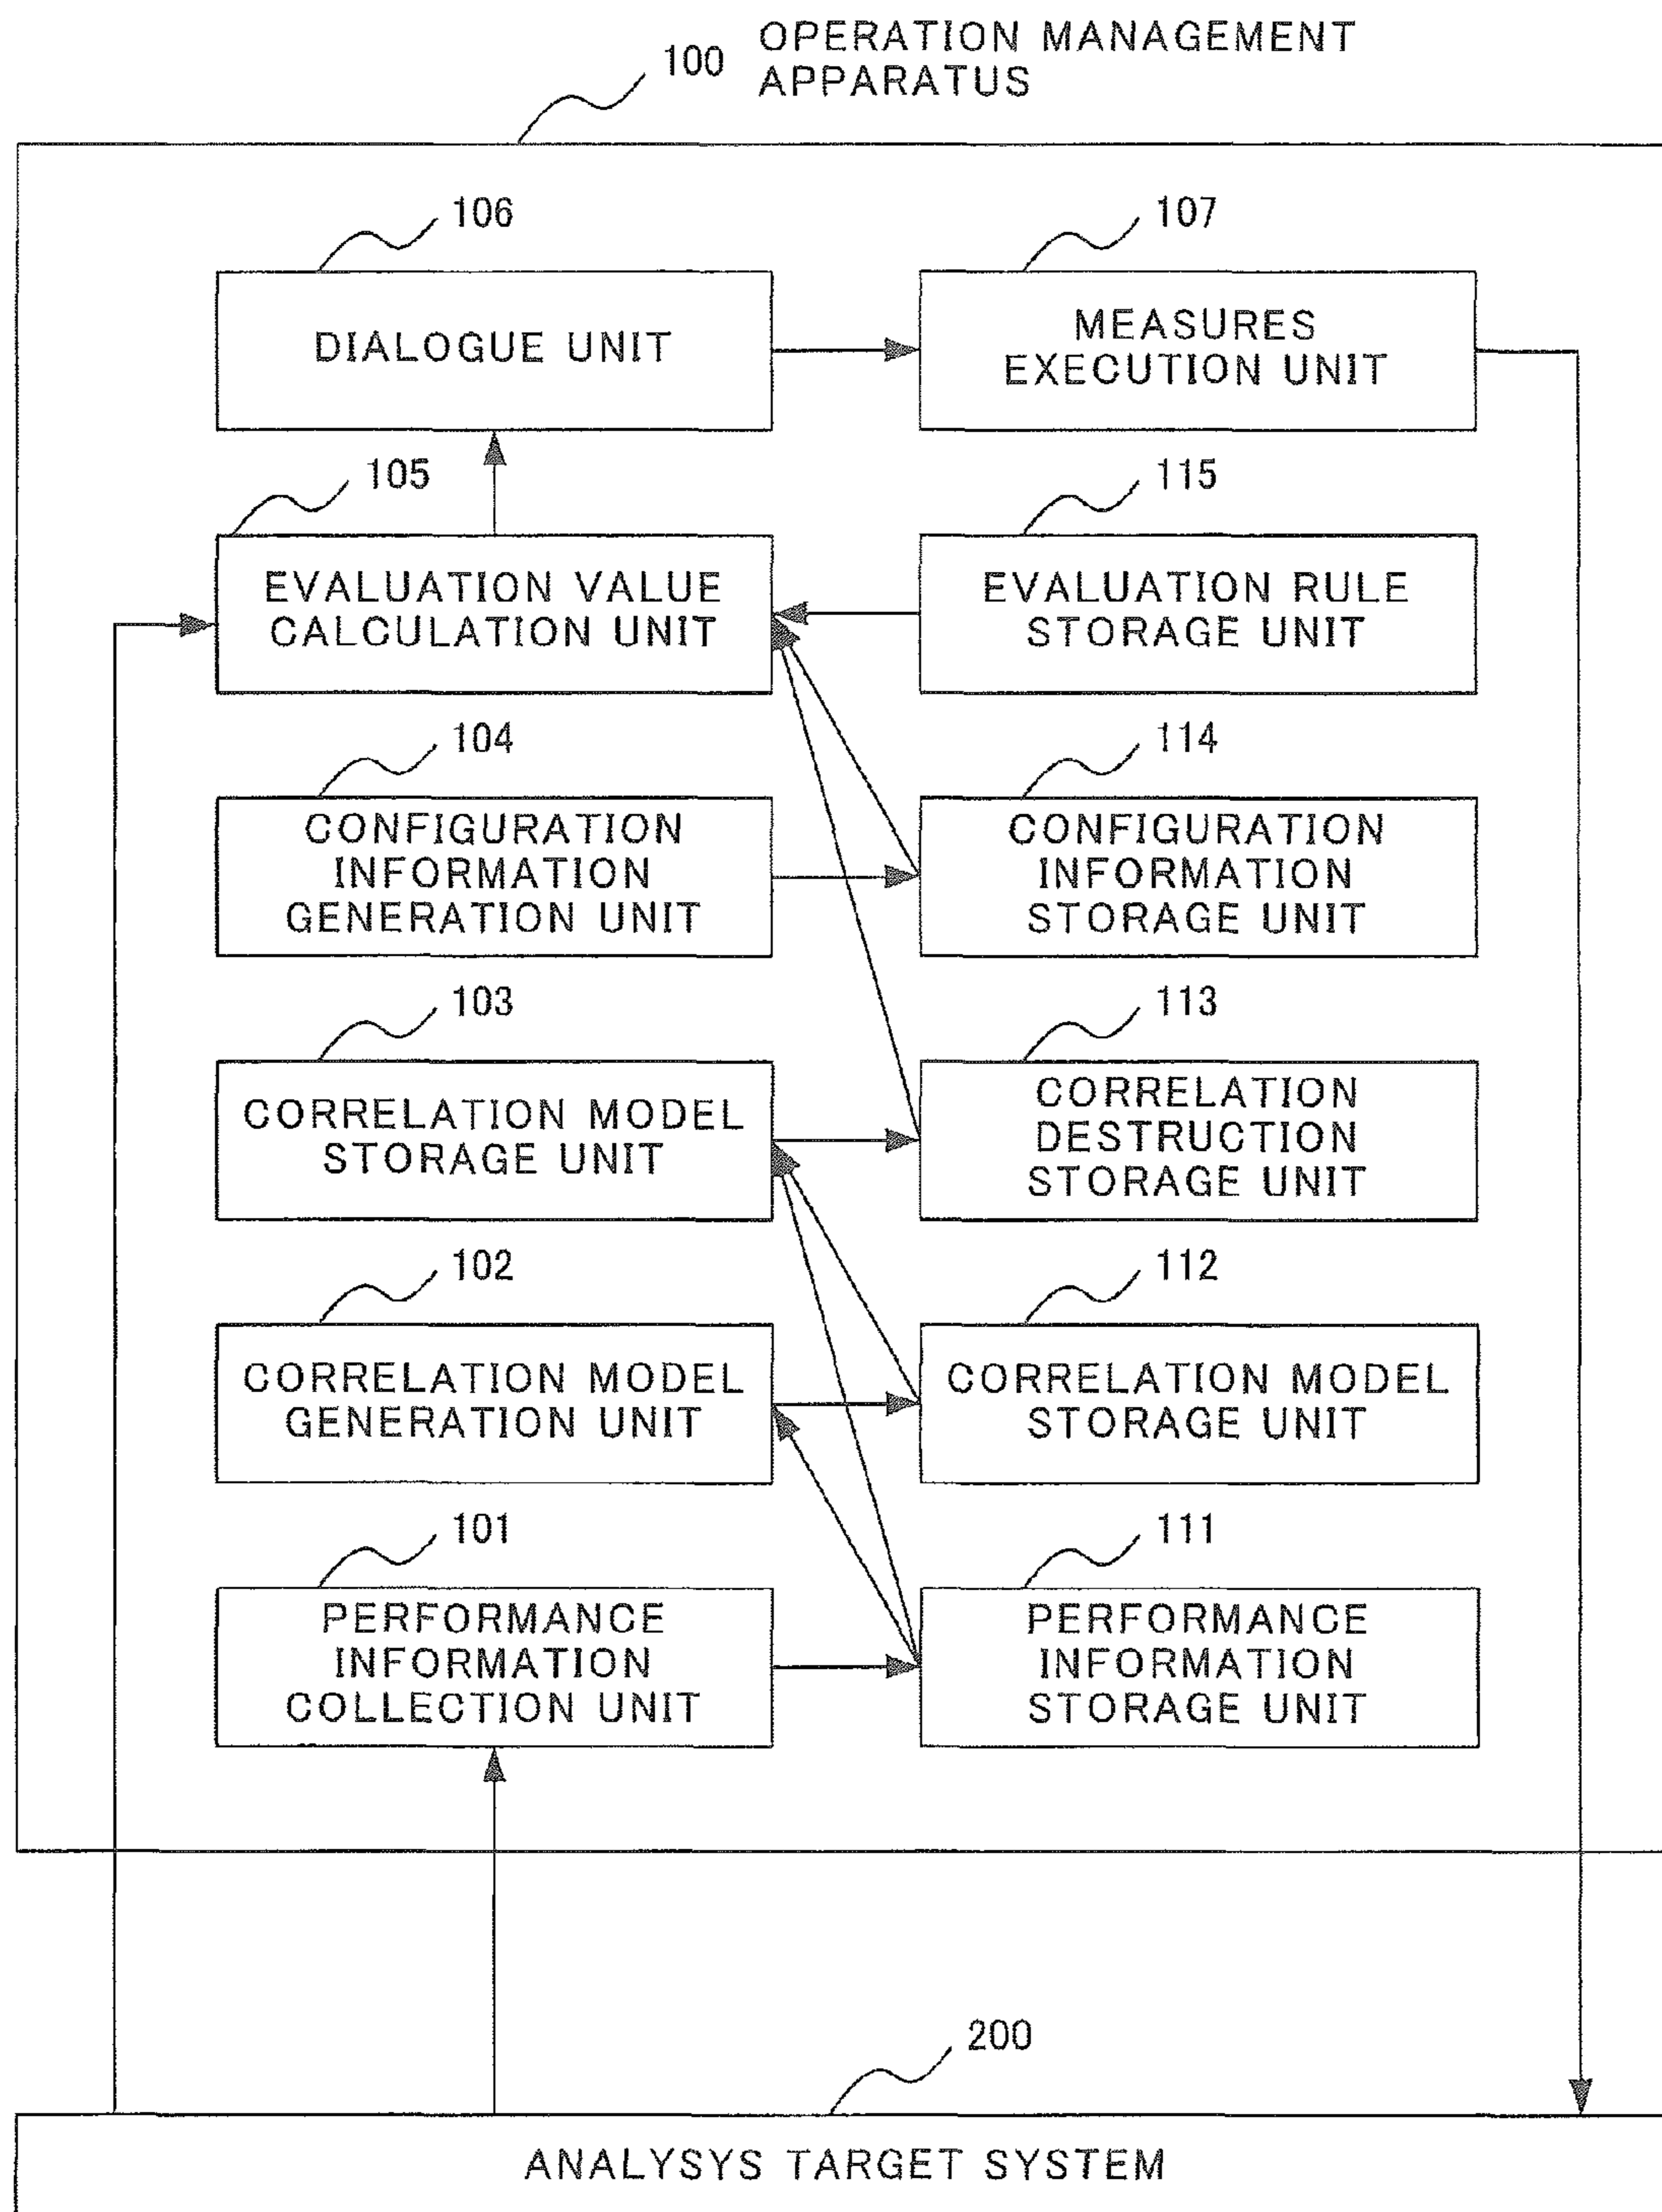 100 OPERATION MANAGEMENT
APPARATUS
106
107
DIALOGUE UNIT
MEASURES
EXECUTION UNIT
105
115
EVALUATION VALUE
CALCULATION UNIT
EVALUATION RULE
STORAGE UNIT
104
114
CONFIGURATION
INFORMATION
GENERATION UNIT
CONFIGURATION
INFORMATION
STORAGE UNIT
103
113
CORRELATION MODEL
STORAGE UNIT
CORRELATION
DESTRUCTION
STORAGE UNIT
102
112
CORRELATION MODEL
GENERATION UNIT
CORRELATION MODEL
STORAGE UNIT
101
111
PERFORMANCE
INFORMATION
COLLECTION UNIT
PERFORMANCE
INFORMATION
STORAGE UNIT
200
ANALYSYS TARGET SYSTEM